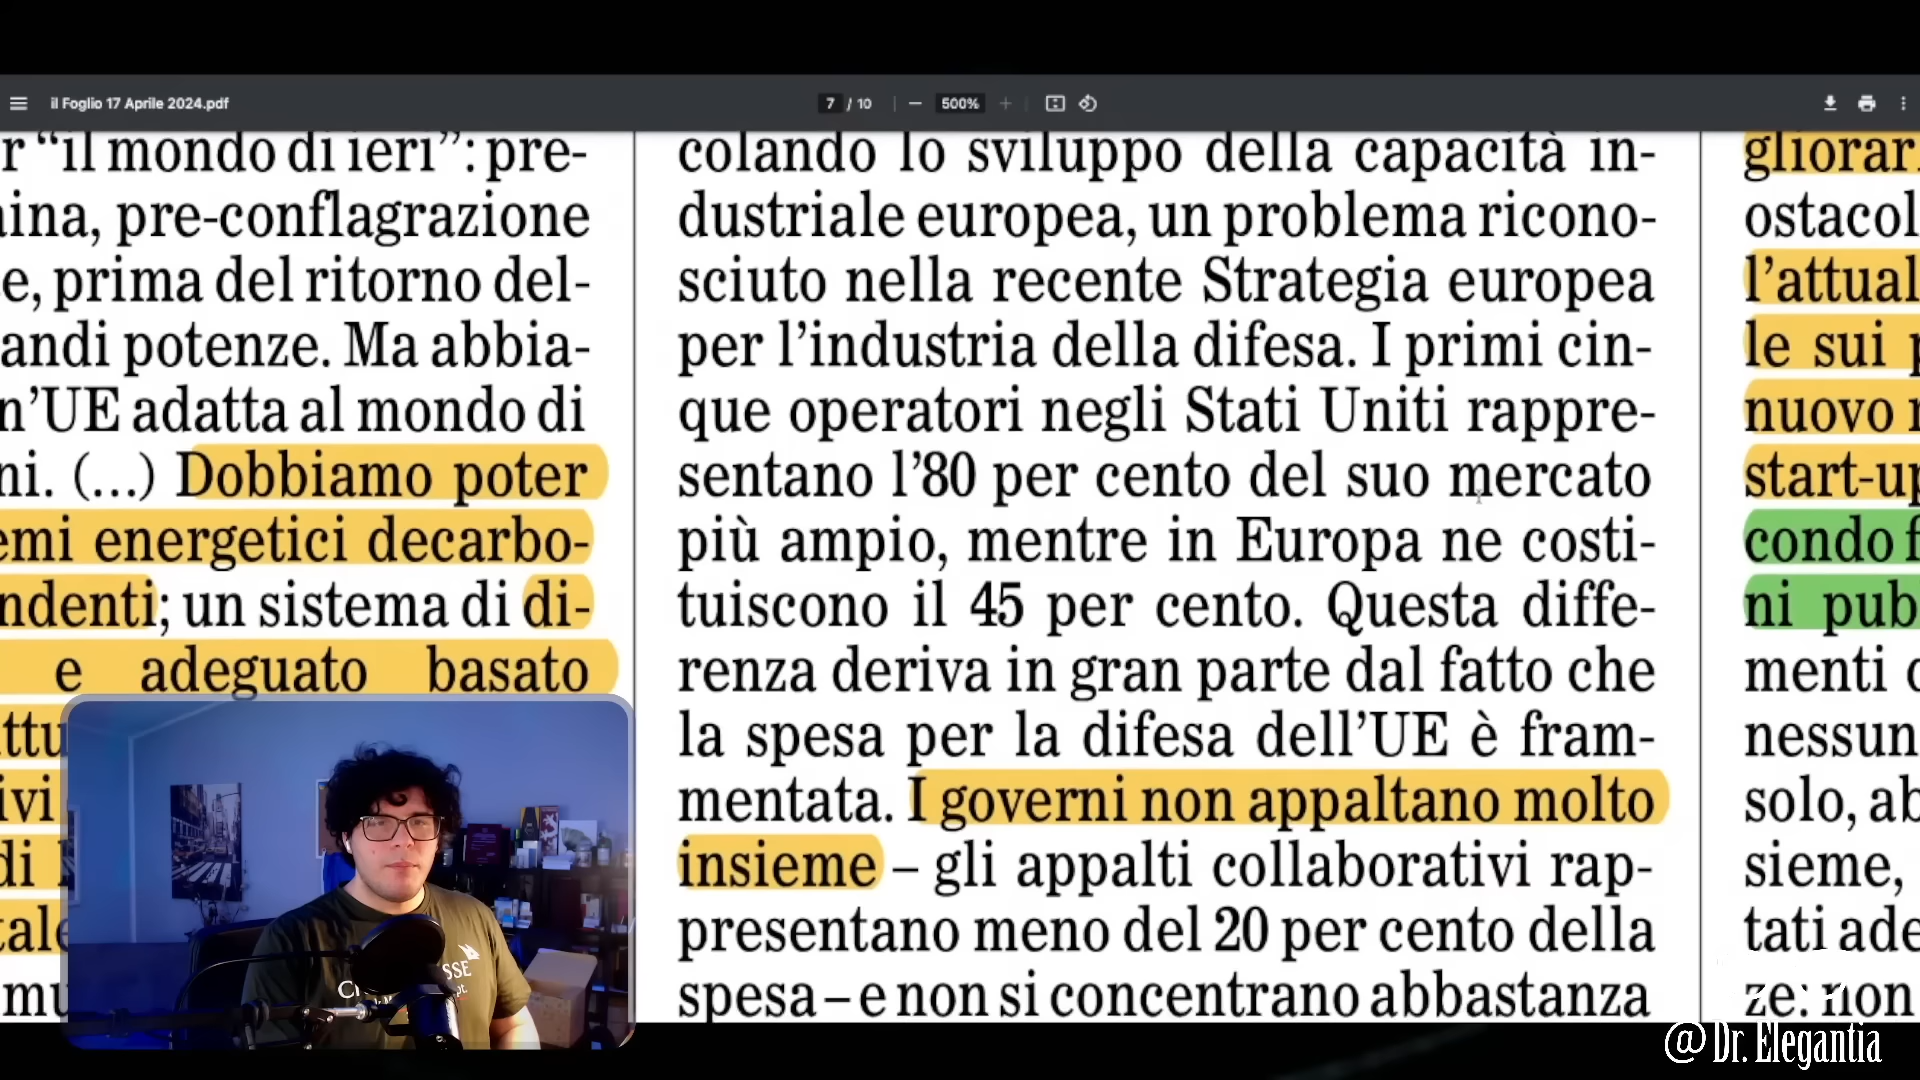 il Foglio 17 Aprile 2024.pdf
7 / 10
500%
r “il mondo di ieri”: pre-
ina, pre-conflagrazione
e, prima del ritorno del-
andi potenze. Ma abbia-
n’UE adatta al mondo di
ni. (...) Dobbiamo poter
emi energetici decarbo-
ndenti; un sistema di di-
e adeguato basato
ttu
ivi
di
tale
mu
colando lo sviluppo della capacità in-
dustriale europea, un problema ricono-
sciuto nella recente Strategia europea
per l’industria della difesa. I primi cin-
que operatori negli Stati Uniti rappre-
sentano l’80 per cento del suo mercato
più ampio, mentre in Europa ne costi-
tuiscono il 45 per cento. Questa diffe-
renza deriva in gran parte dal fatto che
la spesa per la difesa dell’UE è fram-
mentata. I governi non appaltano molto
insieme – gli appalti collaborativi rap-
presentano meno del 20 per cento della
spesa – e non si concentrano abbastanza
gliorar
ostacol
l’attual
le sui p
nuovo
start-up
condo f
ni pub
menti
nessun
solo, ab
sieme,
tati ade
ze: non
@Dr. Elegantia